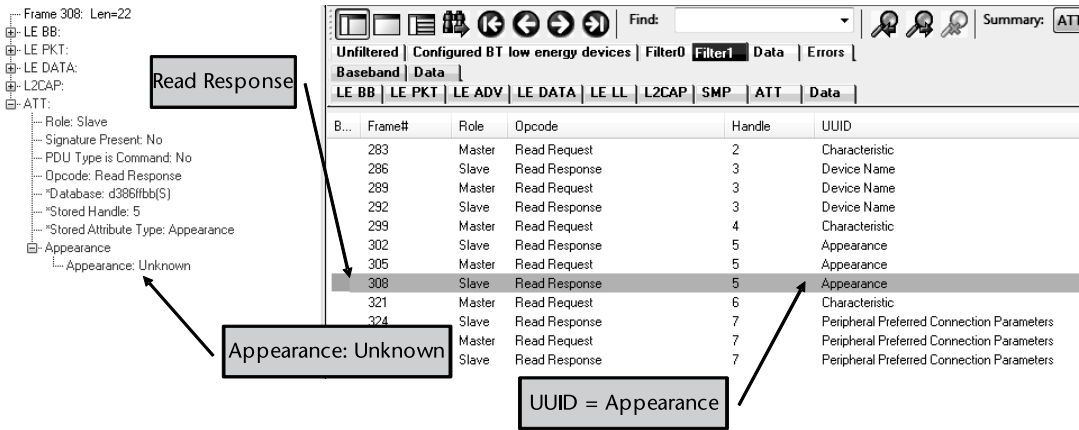 Frame 308: Len=22
LE BB:
LE PKT:
LE DATA:
L2CAP:
ATT:
Role: Slave
Signature Present: No
PDU Type is Command: No
Opcode: Read Response
*Database: d386ffbb(S)
*Stored Handle: 5
*Stored Attribute Type: Appearance
Appearance
Appearance: Unknown
Read Response
Appearance: Unknown
UUID = Appearance
Find: Summary: ATT
Unfiltered Configured BT low energy devices Filter0 Filter1 Data Errors
Baseband Data
LE BB LE PKT LE ADV LE DATA LE LL L2CAP SMP ATT Data
B... Frame# Role Opcode Handle UUID
283 Master Read Request 2 Characteristic
286 Slave Read Response 3 Device Name
289 Master Read Request 3 Device Name
292 Slave Read Response 3 Device Name
299 Master Read Request 4 Characteristic
302 Slave Read Response 5 Appearance
305 Master Read Request 5 Appearance
308 Slave Read Response 5 Appearance
321 Master Read Request 6 Characteristic
324 Slave Read Response 7 Peripheral Preferred Connection Parameters
Master Read Request 7 Peripheral Preferred Connection Parameters
Slave Read Response 7 Peripheral Preferred Connection Parameters